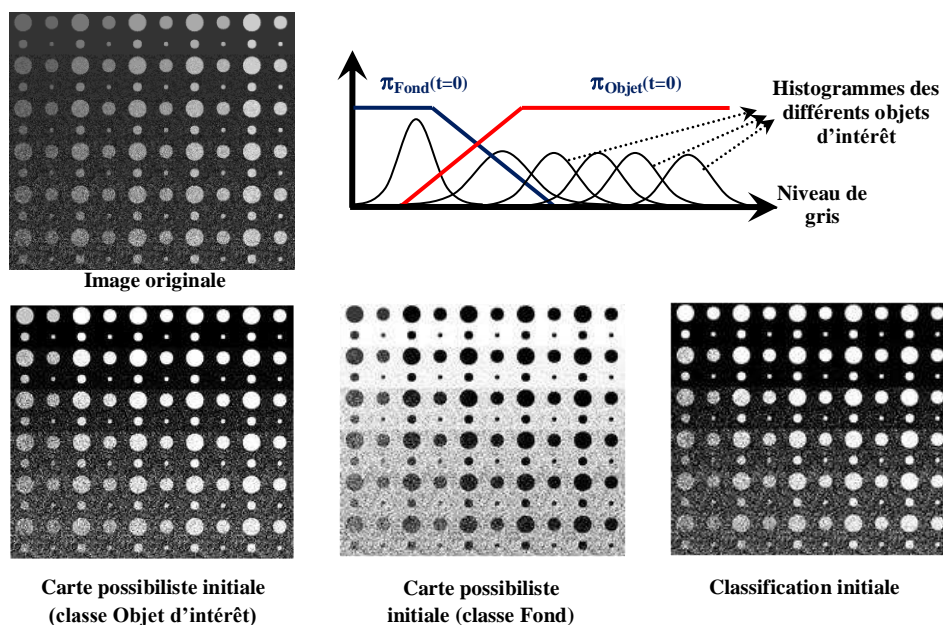 πFond(t=0)
πObjet(t=0)
Histogrammes des
différents objets
d'intérêt
Niveau de
gris
Image originale
Carte possibiliste initiale
(classe Objet d'intérêt)
Carte possibiliste
initiale (classe Fond)
Classification initiale